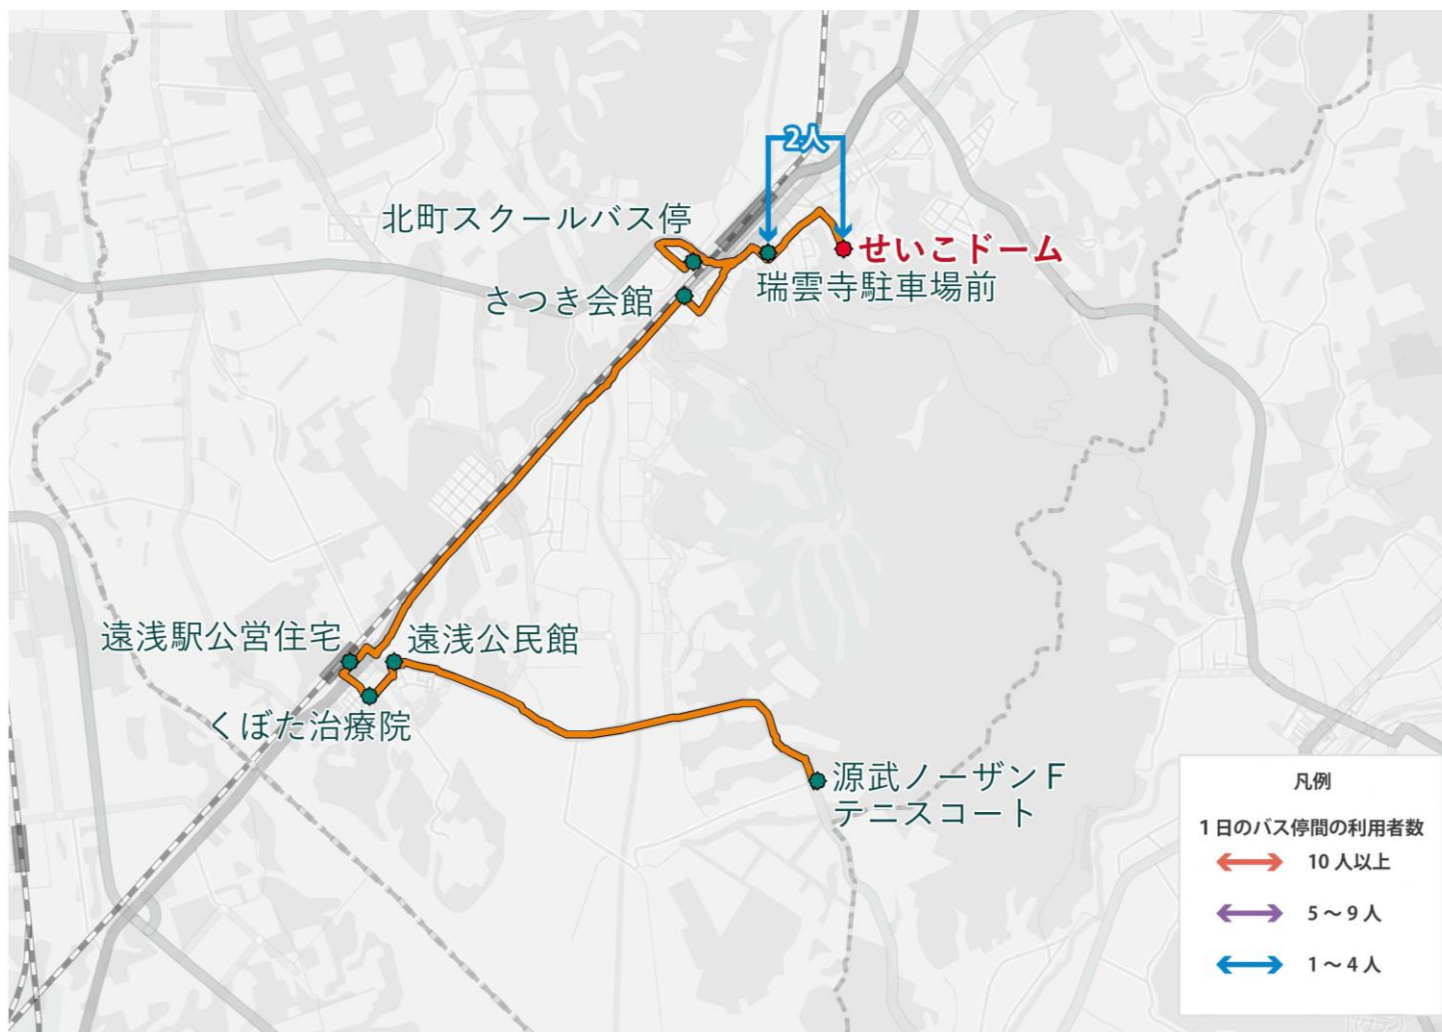 2人
北町スクールバス停
せいこドーム
瑞雲寺駐車場前
さつき会館
遠浅駅公営住宅
遠浅公民館
くぼた治療院
源武ノーザンF
テニスコート
凡例
1日のバス停間の利用者数
10人以上
5～9人
1～4人